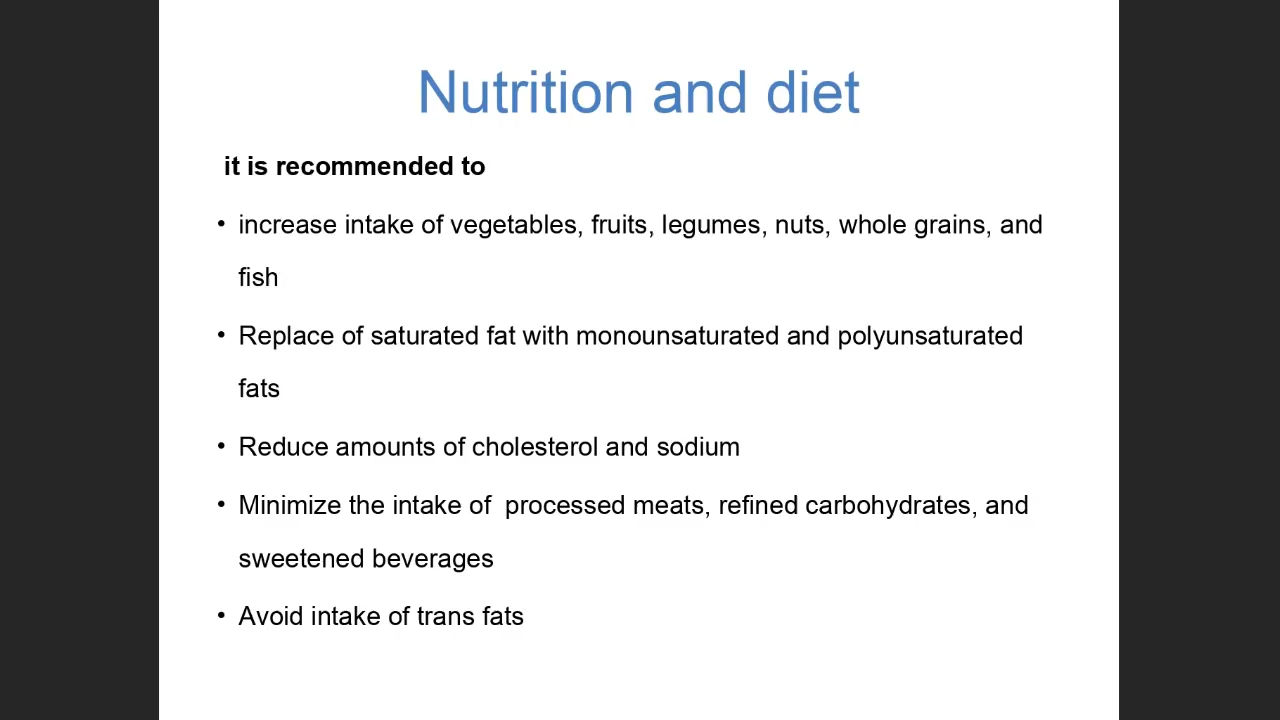 Nutrition and diet
it is recommended to
• increase intake of vegetables, fruits, legumes, nuts, whole grains, and
fish
• Replace of saturated fat with monounsaturated and polyunsaturated
fats
• Reduce amounts of cholesterol and sodium
• Minimize the intake of  processed meats, refined carbohydrates, and
sweetened beverages
• Avoid intake of trans fats